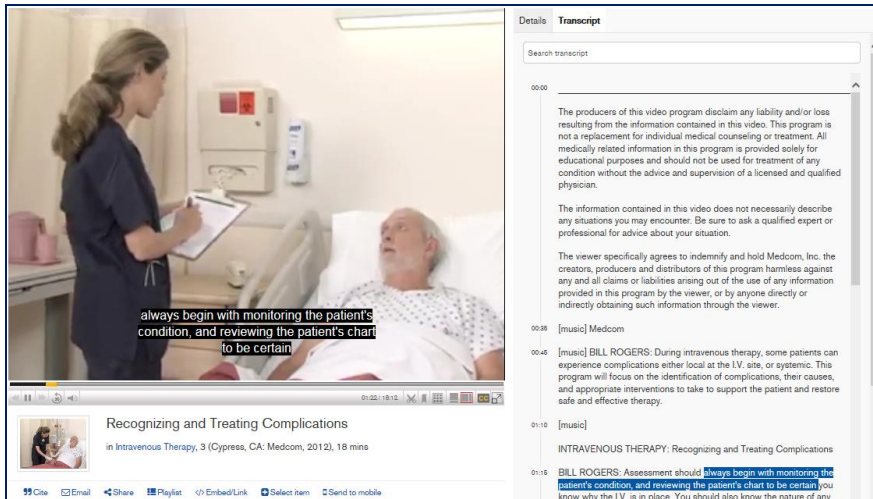 always begin with monitoring the patient's
condition, and reviewing the patient's chart
to be certain
01:22 / 18:12
CC
Recognizing and Treating Complications
in Intravenous Therapy, 3 (Cypress, CA: Medcom, 2012), 18 mins
Cite Email Share Playlist </> Embed/Link Select item Send to mobile
Details Transcript
Search transcript
00:00
The producers of this video program disclaim any liability and/or loss
resulting from the information contained in this video. This program is
not a replacement for individual medical counseling or treatment. All
medically related information in this program is provided solely for
educational purposes and should not be used for treatment of any
condition without the advice and supervision of a licensed and qualified
physician.
The information contained in this video does not necessarily describe
any situations you may encounter. Be sure to ask a qualified expert or
professional for advice about your situation.
The viewer specifically agrees to indemnify and hold Medcom, Inc. the
creators, producers and distributors of this program harmless against
any and all claims or liabilities arising out of the use of any information
provided in this program by the viewer, or by anyone directly or
indirectly obtaining such information through the viewer.
00:35 [music] Medcom
00:45 [music] BILL ROGERS: During intravenous therapy, some patients can
experience complications either local at the I.V. site, or systemic. This
program will focus on the identification of complications, their causes,
and appropriate interventions to take to support the patient and restore
safe and effective therapy.
01:10 [music]
INTRAVENOUS THERAPY: Recognizing and Treating Complications
01:15 BILL ROGERS: Assessment should always begin with monitoring the
patient's condition, and reviewing the patient's chart to be certain you
know why the I.V. is in place. You should also know the nature of any